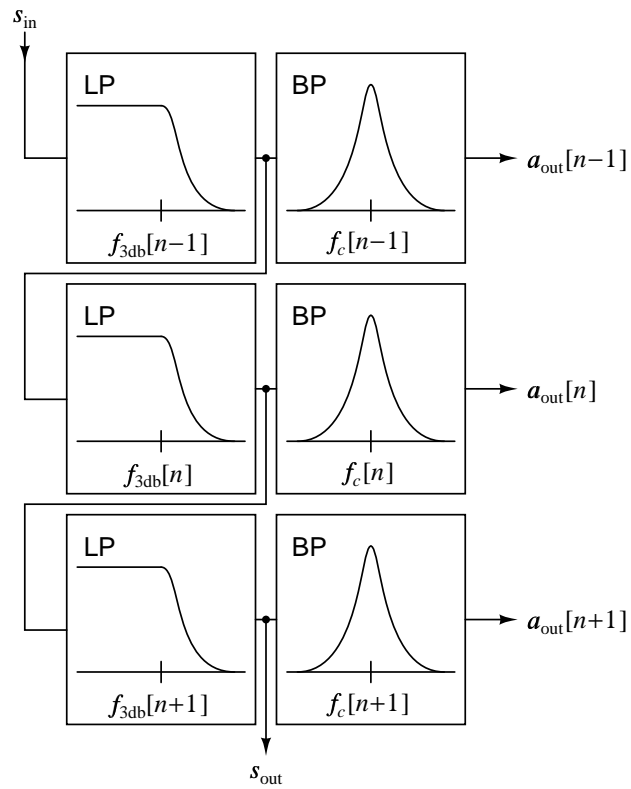 s_in
LP BP
a_out[n−1]
f_3db[n−1] f_c[n−1]
LP BP
a_out[n]
f_3db[n] f_c[n]
LP BP
a_out[n+1]
f_3db[n+1] f_c[n+1]
s_out